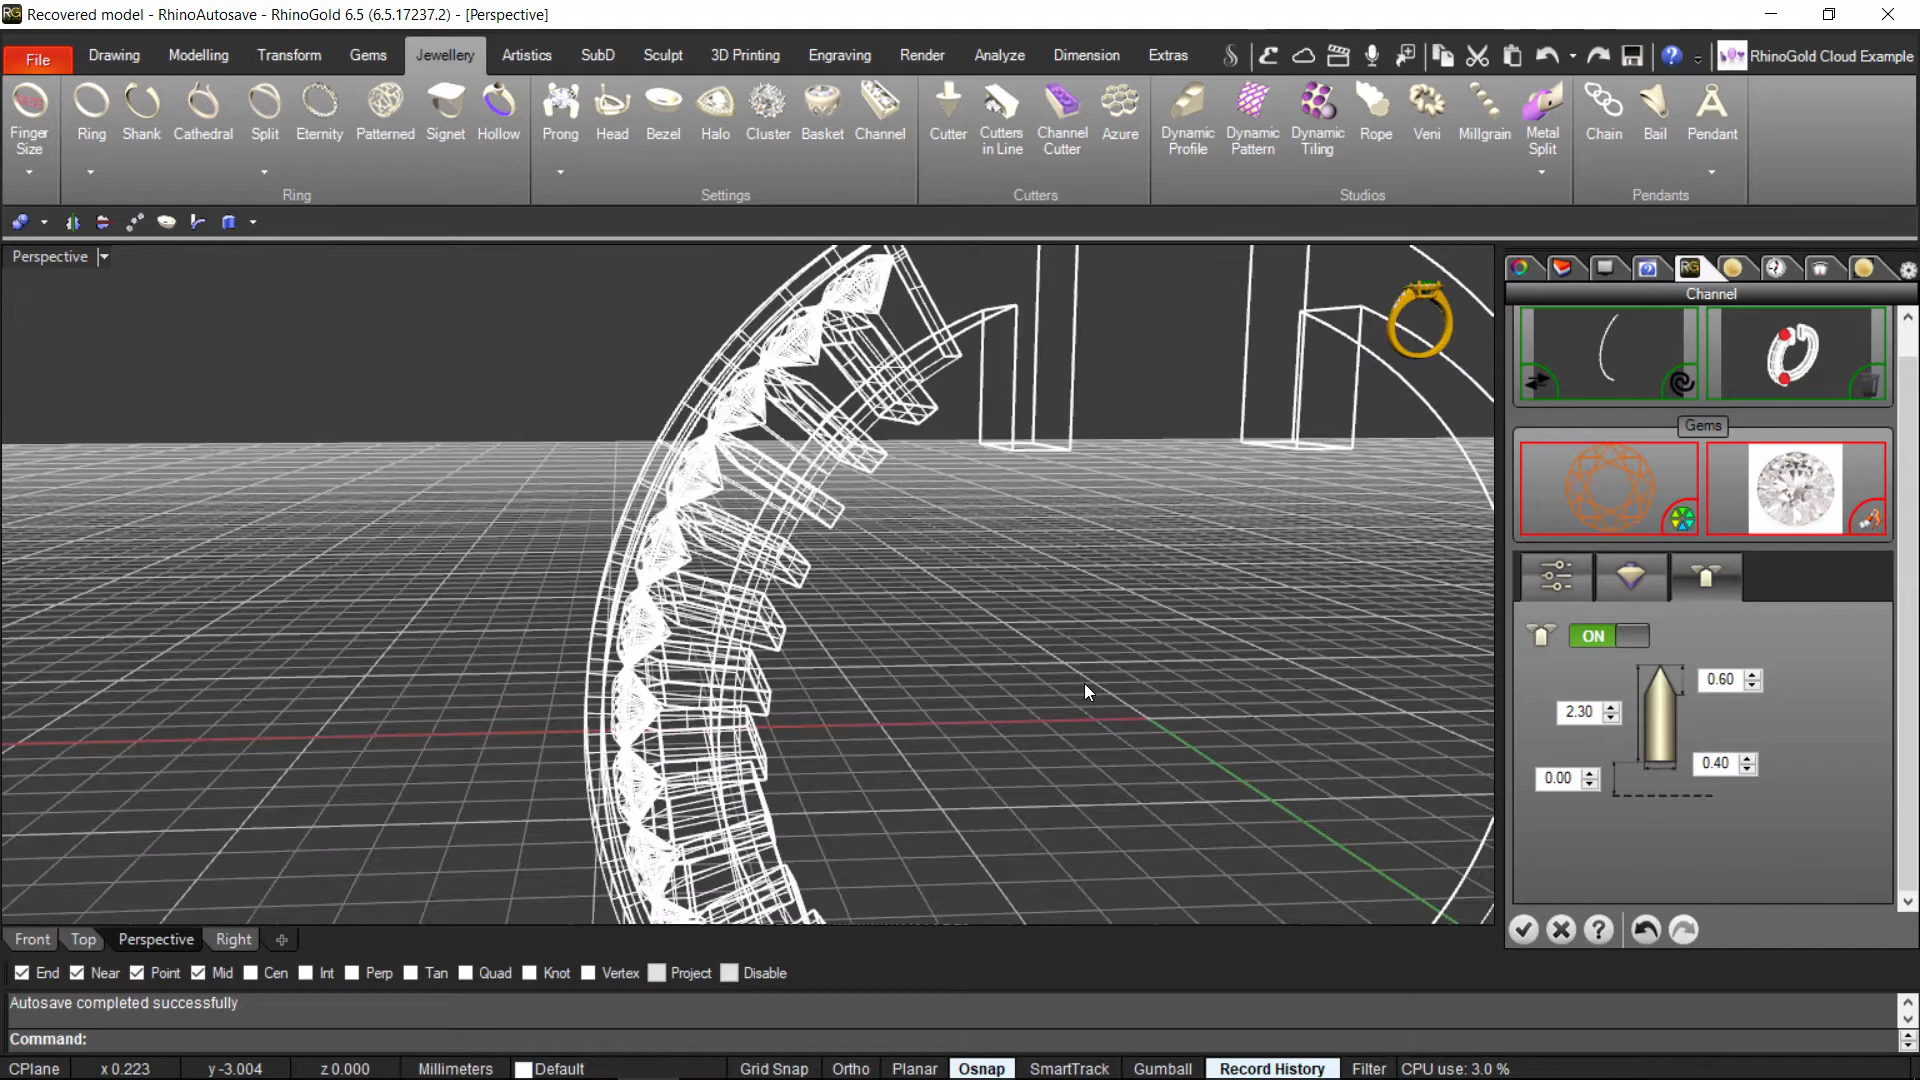 Recovered model - RhinoAutosave - RhinoGold 6.5 (6.5.17237.2) - [Perspective]
File Drawing Modelling Transform Gems Jewellery Artistics SubD Sculpt 3D Printing Engraving Render Analyze Dimension Extras RhinoGold Cloud Example
Finger Size Ring Shank Cathedral Split Eternity Patterned Signet Hollow Prong Head Bezel Halo Cluster Basket Channel Cutter Cutters in Line Channel Cutter Azure Dynamic Profile Dynamic Pattern Dynamic Tiling Rope Veni Millgrain Metal Split Chain Bail Pendant
Ring Settings Cutters Studios Pendants
Perspective
Channel
Gems
ON
0.60
2.30
0.40
0.00
Front Top Perspective Right
End Near Point Mid Cen Int Perp Tan Quad Knot Vertex Project Disable
Autosave completed successfully
Command:
CPlane x 0.223 y -3.004 z 0.000 Millimeters Default Grid Snap Ortho Planar Osnap SmartTrack Gumball Record History Filter CPU use: 3.0 %